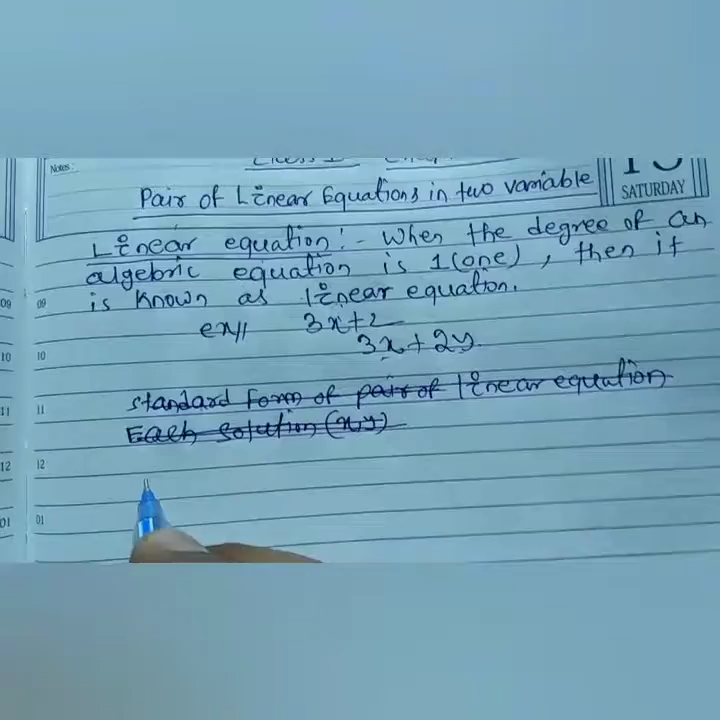 Notes:
SATURDAY
Pair of Linear Equations in two variable
Linear equation:- When the degree of an
algebric equation is 1(one), then it
is known as linear equation.
ex// 3x+2
3x+2y.
standard form of pair of linear equation
Each solution (x,y)
09 09
10 10
11 11
12 12
01 01